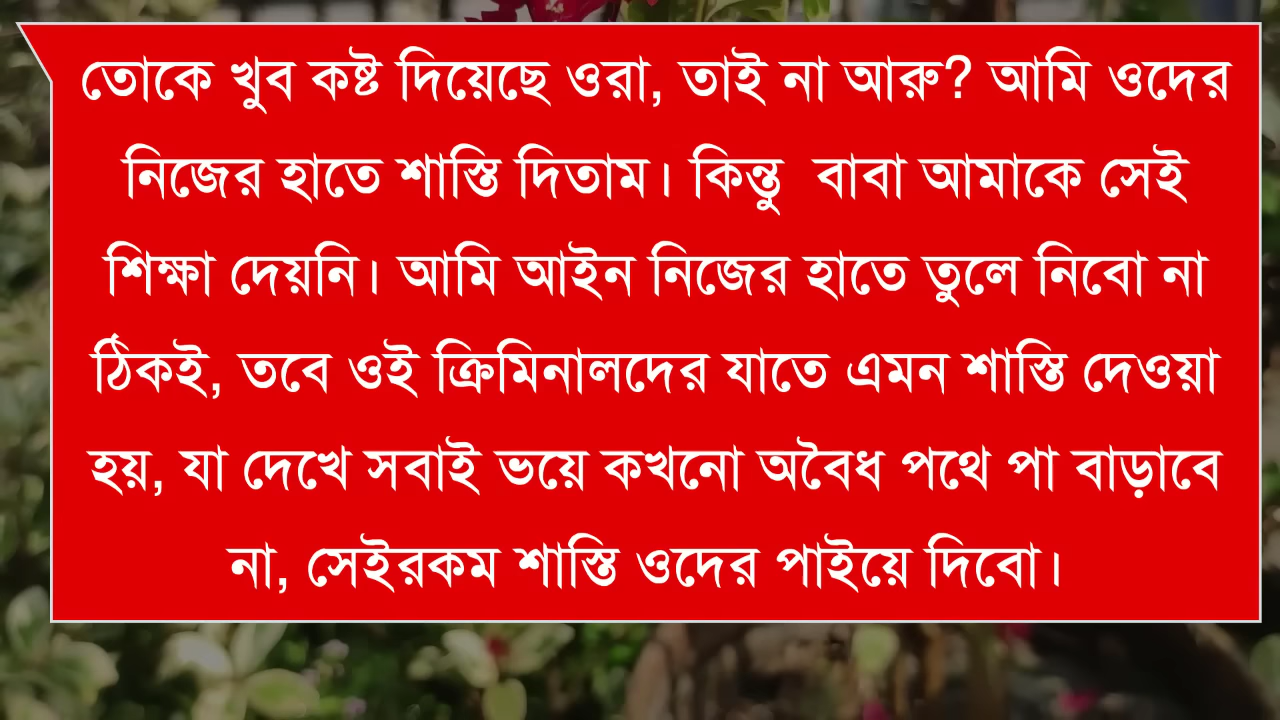 তোকে খুব কষ্ট দিয়েছে ওরা, তাই না আরু? আমি ওদের
নিজের হাতে শাস্তি দিতাম। কিন্তু  বাবা আমাকে সেই
শিক্ষা দেয়নি। আমি আইন নিজের হাতে তুলে নিবো না
ঠিকই, তবে ওই ক্রিমিনালদের যাতে এমন শাস্তি দেওয়া
হয়, যা দেখে সবাই ভয়ে কখনো অবৈধ পথে পা বাড়াবে
না, সেইরকম শাস্তি ওদের পাইয়ে দিবো।